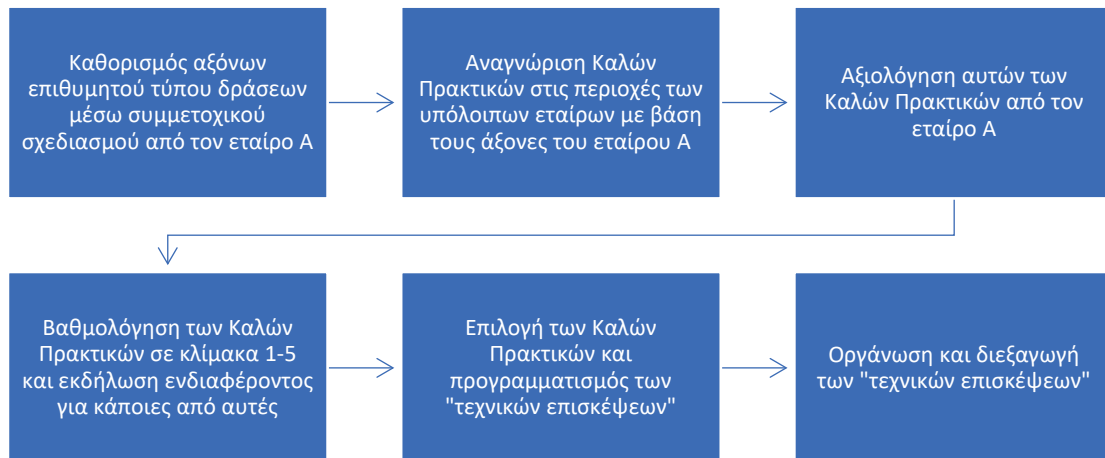 Καθορισμός αξόνων
επιθυμητού τύπου δράσεων
μέσω συμμετοχικού
σχεδιασμού από τον εταίρο Α
Αναγνώριση Καλών
Πρακτικών στις περιοχές των
υπόλοιπων εταίρων με βάση
τους άξονες του εταίρου Α
Αξιολόγηση αυτών των
Καλών Πρακτικών από τον
εταίρο Α
Βαθμολόγηση των Καλών
Πρακτικών σε κλίμακα 1-5
και εκδήλωση ενδιαφέροντος
για κάποιες από αυτές
Επιλογή των Καλών
Πρακτικών και
προγραμματισμός των
"τεχνικών επισκέψεων"
Οργάνωση και διεξαγωγή
των "τεχνικών επισκέψεων"